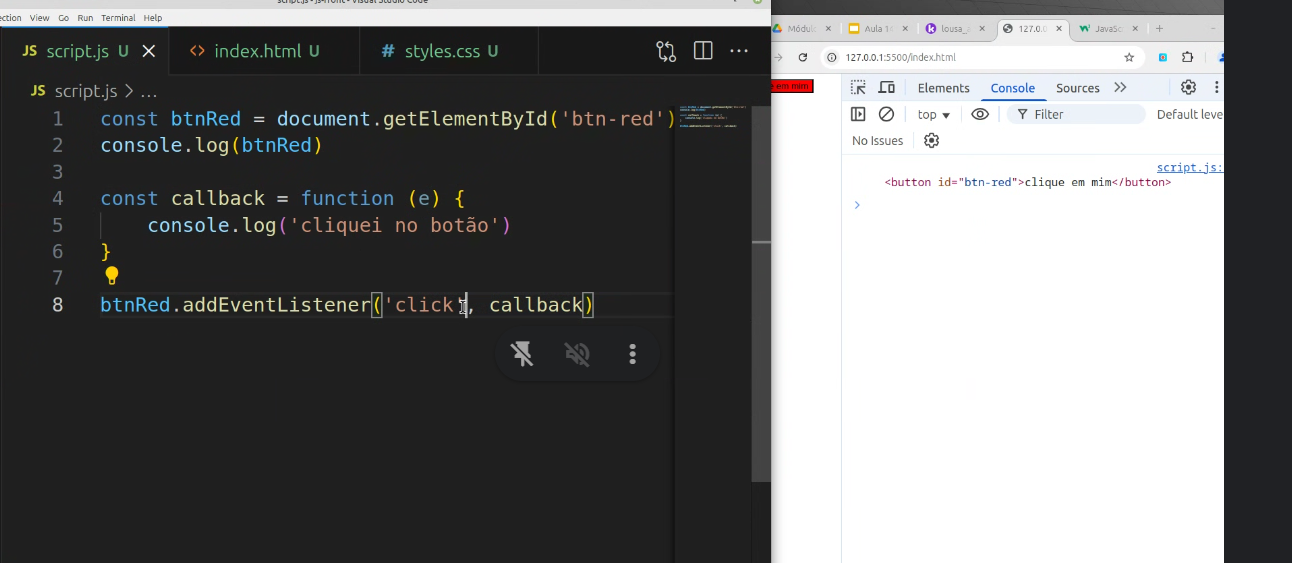 script.js - js-front - Visual Studio Code
ection View Go Run Terminal Help
JS script.js U
<> index.html U
# styles.css U
JS script.js > ...
1 const btnRed = document.getElementById('btn-red')
2 console.log(btnRed)
3
4 const callback = function (e) {
5 console.log('cliquei no botão')
6 }
7
8 btnRed.addEventListener('click', callback)
Módul
Aula 1
lousa_
127.0.0
JavaSc
127.0.0.1:5500/index.html
e em mim
Elements Console Sources
top Filter Default leve
No Issues
script.js:
<button id="btn-red">clique em mim</button>